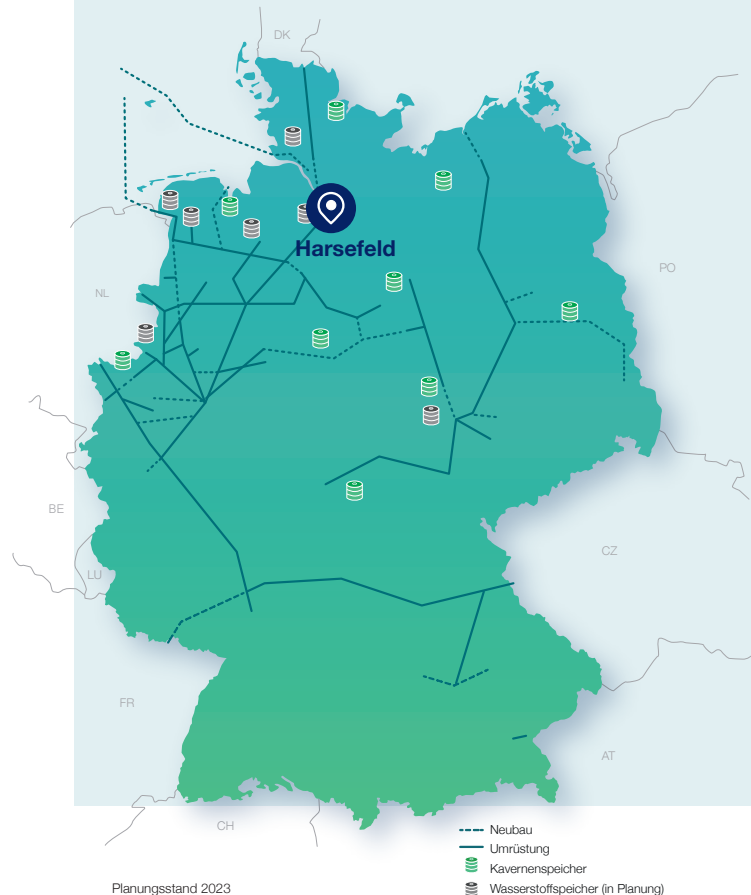 DK
Harsefeld
PO
NL
BE
LU
CZ
FR
AT
CH
Neubau
Umrüstung
Kavernenspeicher
Planungsstand 2023
Wasserstoffspeicher (in Planung)